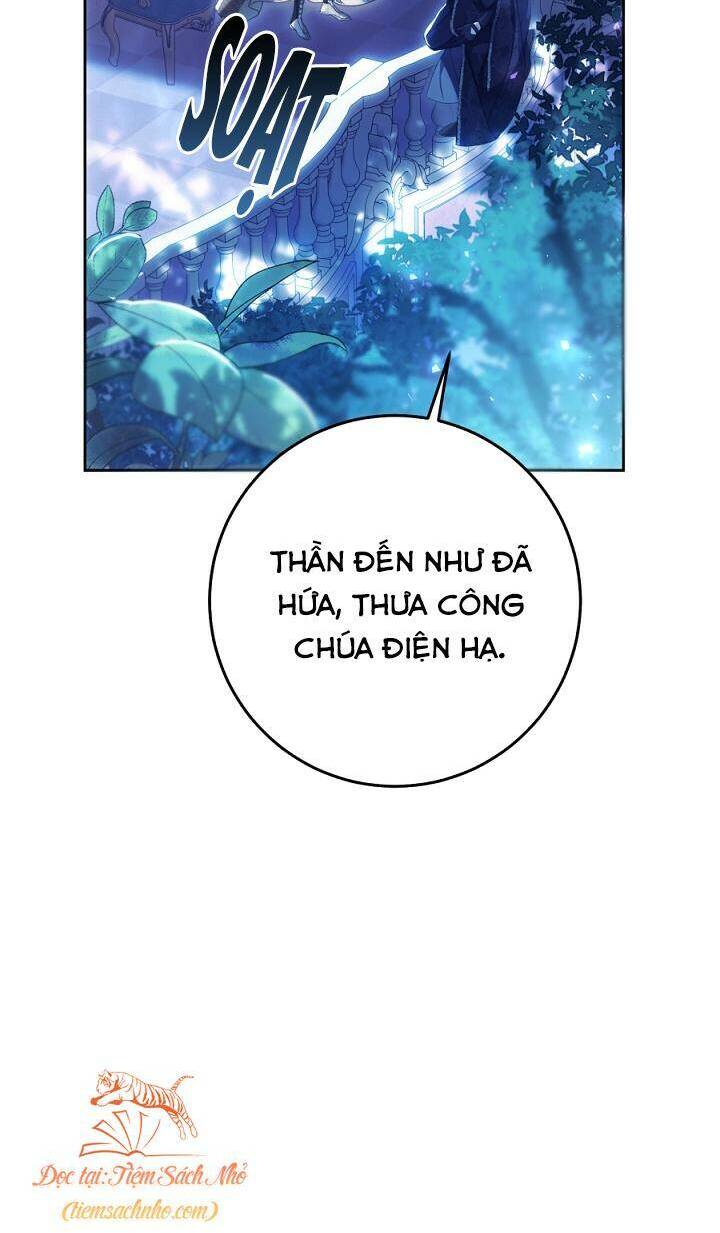 SOẠT
THẦN ĐẾN NHƯ ĐÃ
HỨA, THƯA CÔNG
CHÚA ĐIỆN HẠ.
Đọc tại: Tiệm Sách Nhỏ
(tiemsachnho.com)